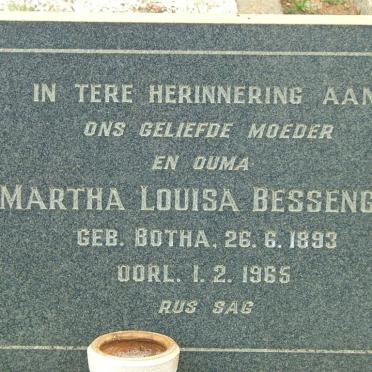 IN TERE HERINNERING AAN
ONS GELIEFDE MOEDER
EN OUMA
MARTHA LOUISA
GEB. BOTHA. 26. 6. 1893
OORL. 1. 2. 1965
RUS SAG